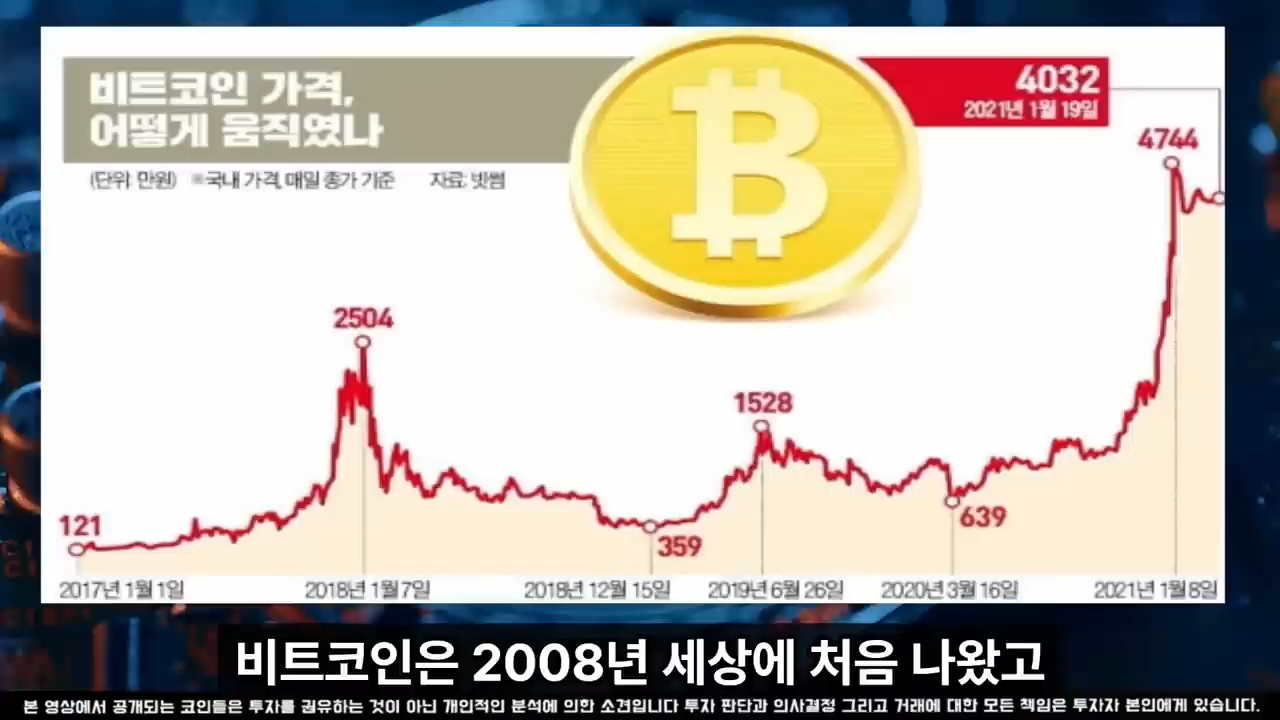 비트코인 가격,
어떻게 움직였나
(단위: 만원) ※국내 가격, 매일 종가 기준 자료: 빗썸
4032
2021년 1월 19일
4744
2504
1528
121
359
639
2017년 1월 1일 2018년 1월 7일 2018년 12월 15일 2019년 6월 26일 2020년 3월 16일 2021년 1월 8일
비트코인은 2008년 세상에 처음 나왔고
본 영상에서 공개되는 코인들은 투자를 권유하는 것이 아닌 개인적인 분석에 의한 소견입니다 투자 판단과 의사결정 그리고 거래에 대한 모든 책임은 투자자 본인에게 있습니다.